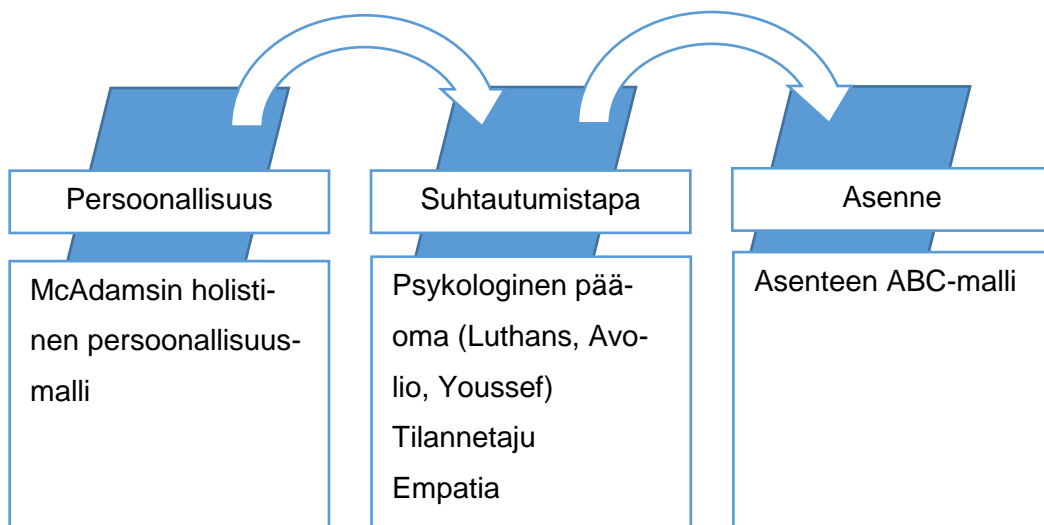 Persoonallisuus
McAdamsin holisti-
nen persoonallisuus-
malli
Suhtautumistapa
Psykologinen pää-
oma (Luthans, Avo-
lio, Youssef)
Tilannetaju
Empatia
Asenne
Asenteen ABC-malli